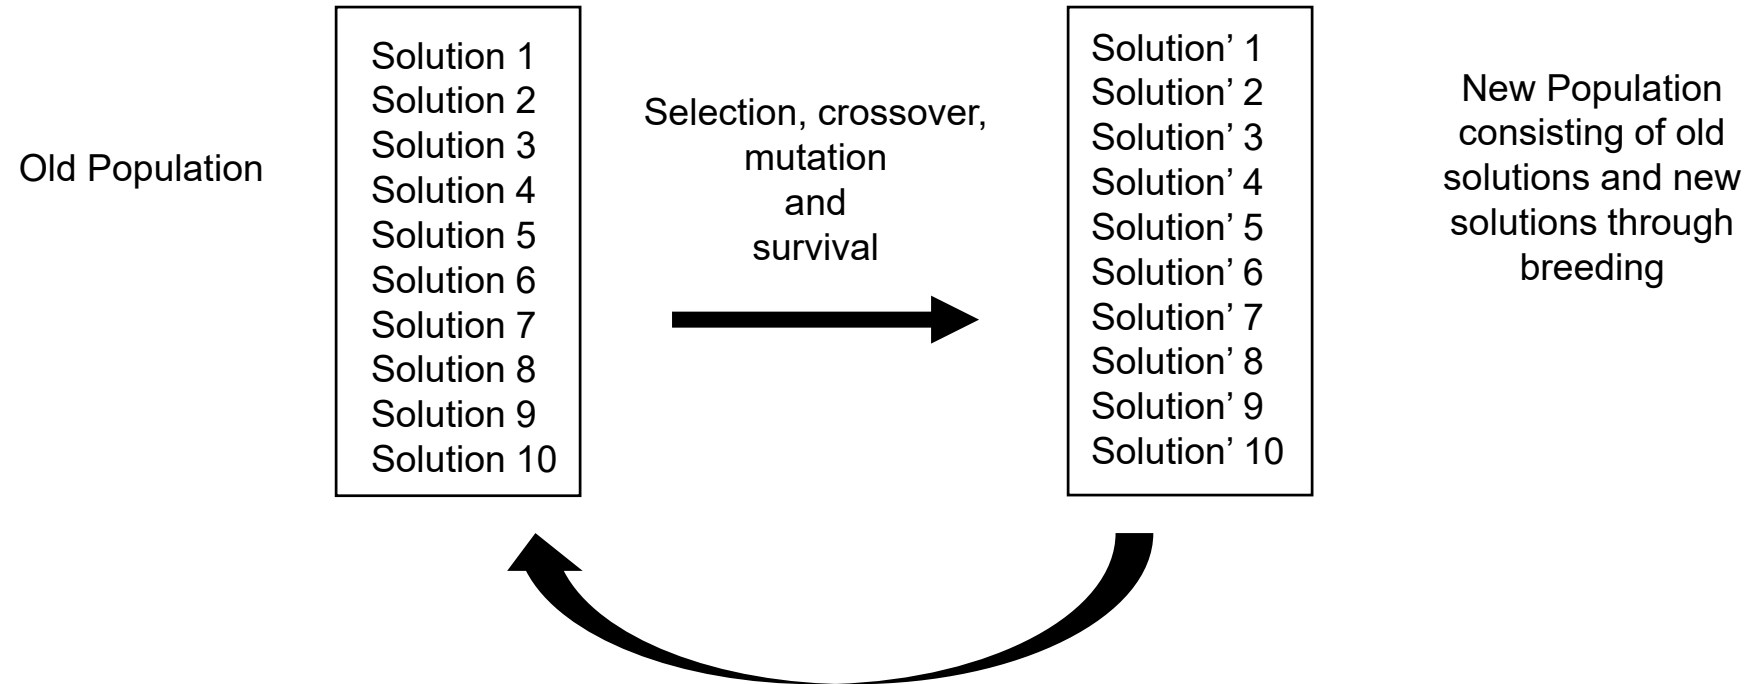 Old Population
Solution 1
Solution 2
Solution 3
Solution 4
Solution 5
Solution 6
Solution 7
Solution 8
Solution 9
Solution 10
Selection, crossover,
mutation
and
survival
Solution’ 1
Solution’ 2
Solution’ 3
Solution’ 4
Solution’ 5
Solution’ 6
Solution’ 7
Solution’ 8
Solution’ 9
Solution’ 10
New Population
consisting of old
solutions and new
solutions through
breeding